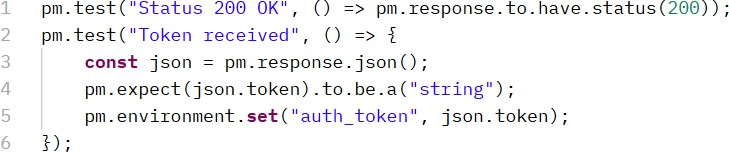 1 pm.test("Status 200 OK", () => pm.response.to.have.status(200));
2 pm.test("Token received", () => {
3     const json = pm.response.json();
4     pm.expect(json.token).to.be.a("string");
5     pm.environment.set("auth_token", json.token);
6 });